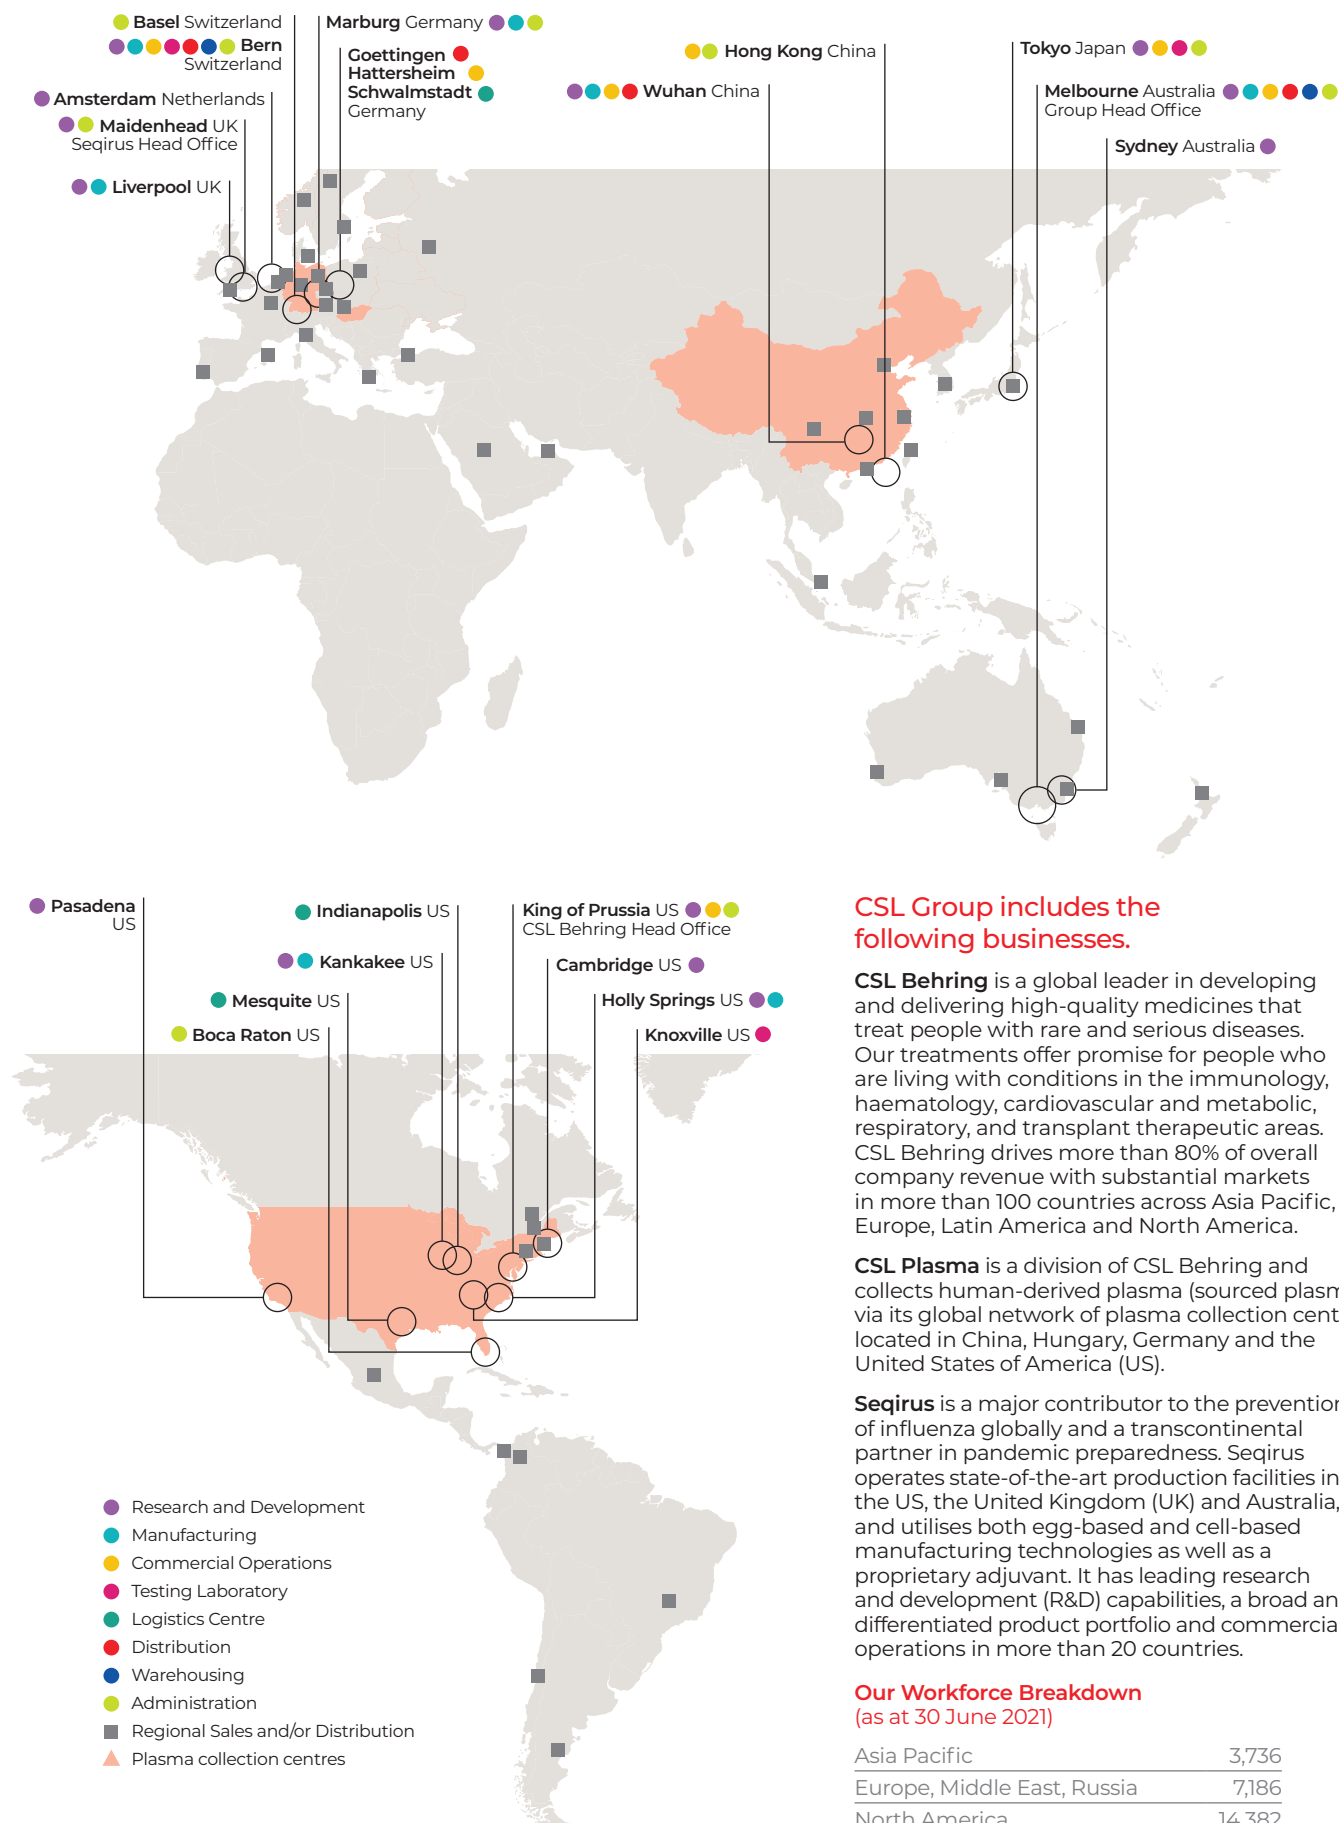 Basel Switzerland
Bern
Switzerland
Amsterdam Netherlands
Maidenhead UK
Seqirus Head Office
Liverpool UK
Marburg Germany
Goettingen
Hattersheim
Schwalmstadt
Germany
Hong Kong China
Wuhan China
Tokyo Japan
Melbourne Australia
Group Head Office
Sydney Australia
Pasadena
US
Indianapolis US
Kankakee US
Mesquite US
Boca Raton US
King of Prussia US
CSL Behring Head Office
Cambridge US
Holly Springs US
Knoxville US
Research and Development
Manufacturing
Commercial Operations
Testing Laboratory
Logistics Centre
Distribution
Warehousing
Administration
Regional Sales and/or Distribution
Plasma collection centres
CSL Group includes the
following businesses.
CSL Behring is a global leader in developing
and delivering high-quality medicines that
treat people with rare and serious diseases.
Our treatments offer promise for people who
are living with conditions in the immunology,
haematology, cardiovascular and metabolic,
respiratory, and transplant therapeutic areas.
CSL Behring drives more than 80% of overall
company revenue with substantial markets
in more than 100 countries across Asia Pacific,
Europe, Latin America and North America.
CSL Plasma is a division of CSL Behring and
collects human-derived plasma (sourced plasm
via its global network of plasma collection cent
located in China, Hungary, Germany and the
United States of America (US).
Seqirus is a major contributor to the prevention
of influenza globally and a transcontinental
partner in pandemic preparedness. Seqirus
operates state-of-the-art production facilities in
the US, the United Kingdom (UK) and Australia,
and utilises both egg-based and cell-based
manufacturing technologies as well as a
proprietary adjuvant. It has leading research
and development (R&D) capabilities, a broad an
differentiated product portfolio and commercia
operations in more than 20 countries.
Our Workforce Breakdown
(as at 30 June 2021)
Asia Pacific 3,736
Europe, Middle East, Russia 7,186
North America 14,382